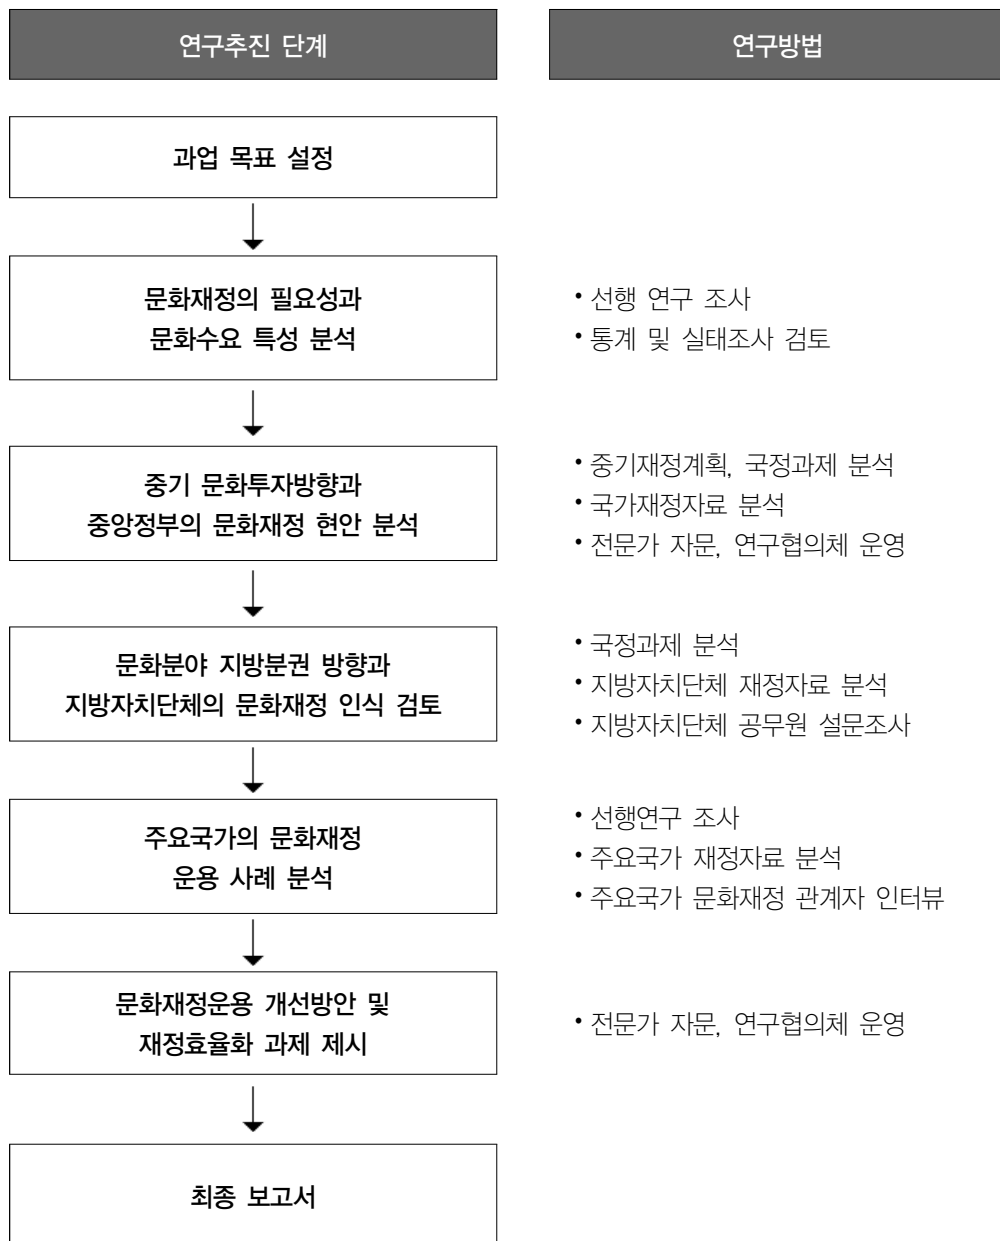 연구추진 단계
연구방법
과업 목표 설정
문화재정의 필요성과
문화수요 특성 분석
• 선행 연구 조사
• 통계 및 실태조사 검토
중기 문화투자방향과
중앙정부의 문화재정 현안 분석
• 중기재정계획, 국정과제 분석
• 국가재정자료 분석
• 전문가 자문, 연구협의체 운영
문화분야 지방분권 방향과
지방자치단체의 문화재정 인식 검토
• 국정과제 분석
• 지방자치단체 재정자료 분석
• 지방자치단체 공무원 설문조사
주요국가의 문화재정
운용 사례 분석
• 선행연구 조사
• 주요국가 재정자료 분석
• 주요국가 문화재정 관계자 인터뷰
문화재정운용 개선방안 및
재정효율화 과제 제시
• 전문가 자문, 연구협의체 운영
최종 보고서